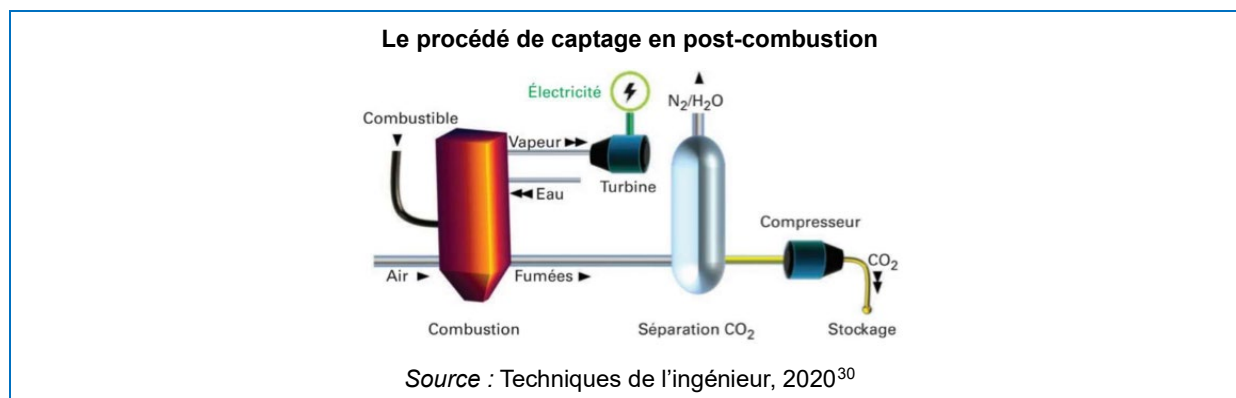 Le procédé de captage en post-combustion
Électricité
N₂/H₂O
Combustible
Vapeur
Turbine
Eau
Compresseur
CO₂
Air
Fumées
Combustion
Séparation CO₂
Stockage
Source : Techniques de l’ingénieur, 2020³⁰